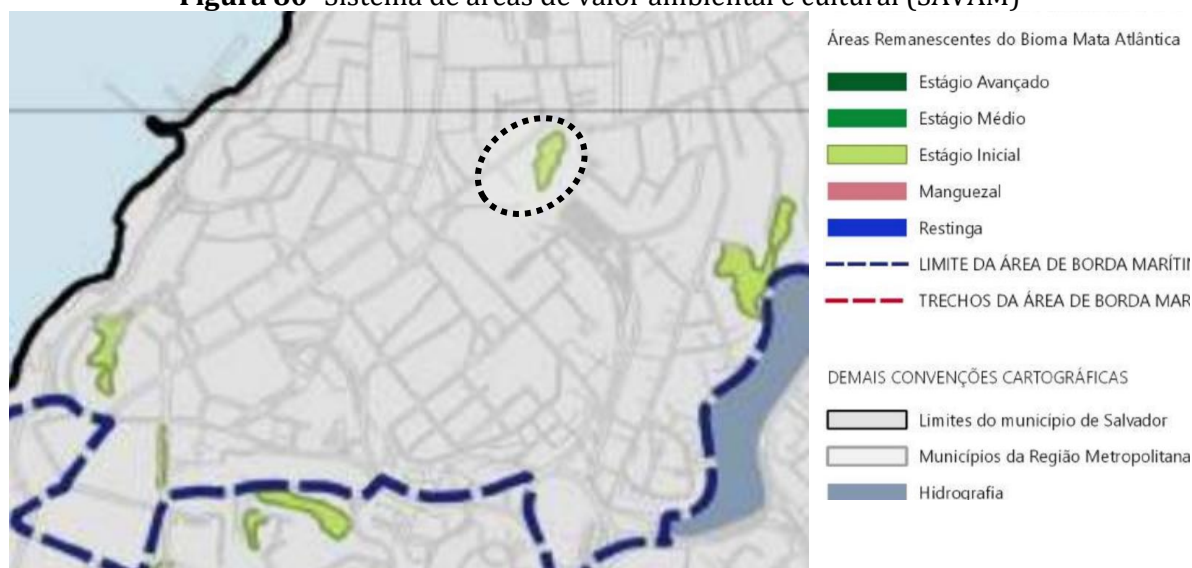 Figura 80- Sistema de áreas de valor ambiental e cultural (SAVAM)
Áreas Remanescentes do Bioma Mata Atlântica
Estágio Avançado
Estágio Médio
Estágio Inicial
Manguezal
Restinga
LIMITE DA ÁREA DE BORDA
TRECHOS DA ÁREA DE BORDA
DEMAIS CONVENÇÕES CARTOGRÁFICAS
Limites do município de Salvador
Municípios da Região Metropolitana
Hidrografia